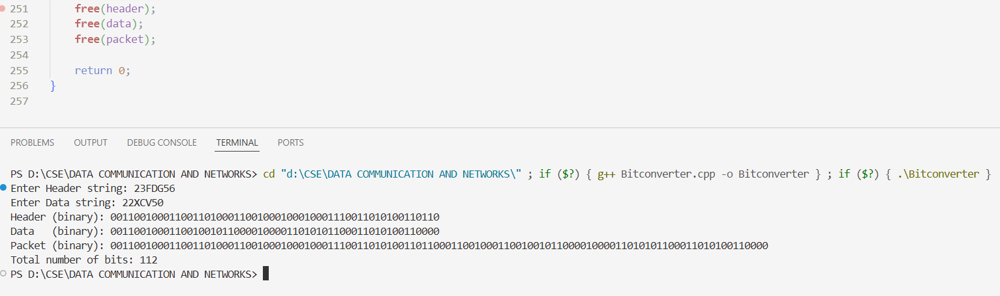 251 free(header);
252 free(data);
253 free(packet);
254
255 return 0;
256 }
257
PROBLEMS OUTPUT DEBUG CONSOLE TERMINAL PORTS
PS D:\CSE\DATA COMMUNICATION AND NETWORKS> cd "d:\CSE\DATA COMMUNICATION AND NETWORKS\" ; if ($?) { g++ Bitconverter.cpp -o Bitconverter } ; if ($?) { .\Bitconverter }
Enter Header string: 23FDG56
Enter Data string: 22XCV50
Header (binary): 00110010001100110100011001000100010001110011010100110110
Data   (binary): 00110010001100100101100001000011010101100011010100110000
Packet (binary): 0011001000110011010001100100010001000111001101010011011000110010001100100101100001000011010101100011010100110000
Total number of bits: 112
PS D:\CSE\DATA COMMUNICATION AND NETWORKS>